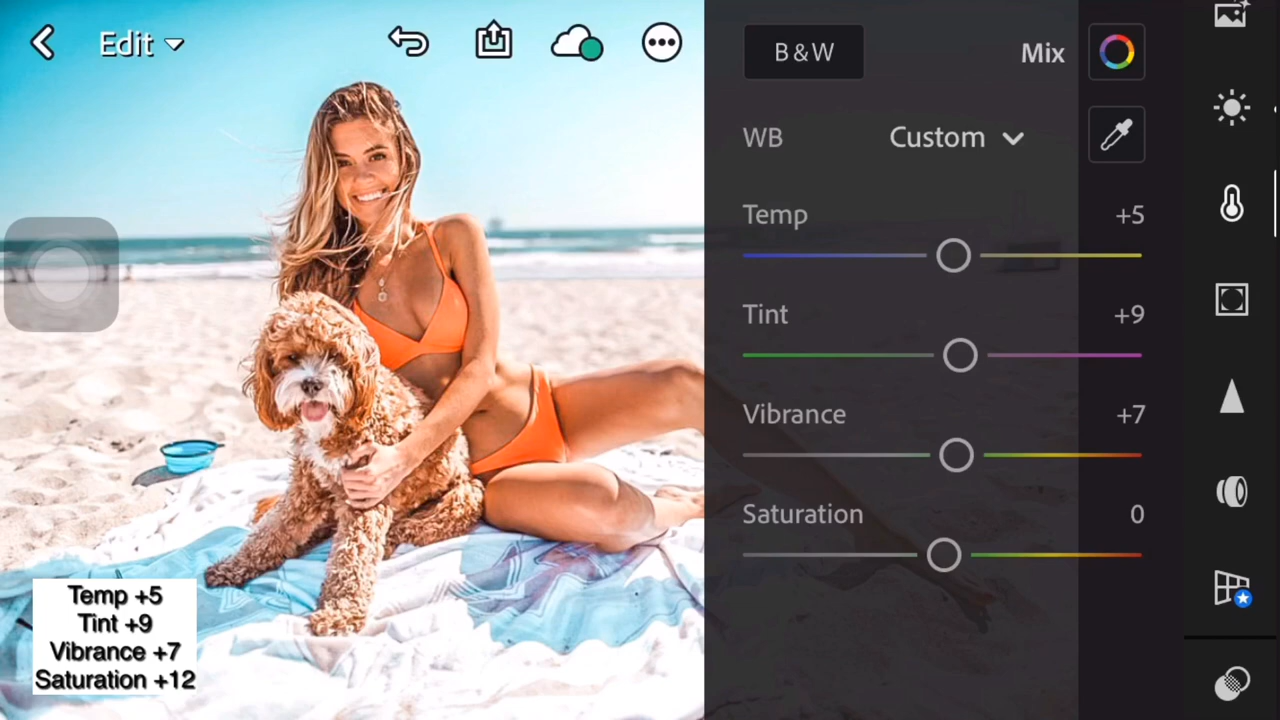 Edit
B&W
Mix
WB Custom
Temp +5
Tint +9
Vibrance +7
Saturation 0
Temp +5
Tint +9
Vibrance +7
Saturation +12